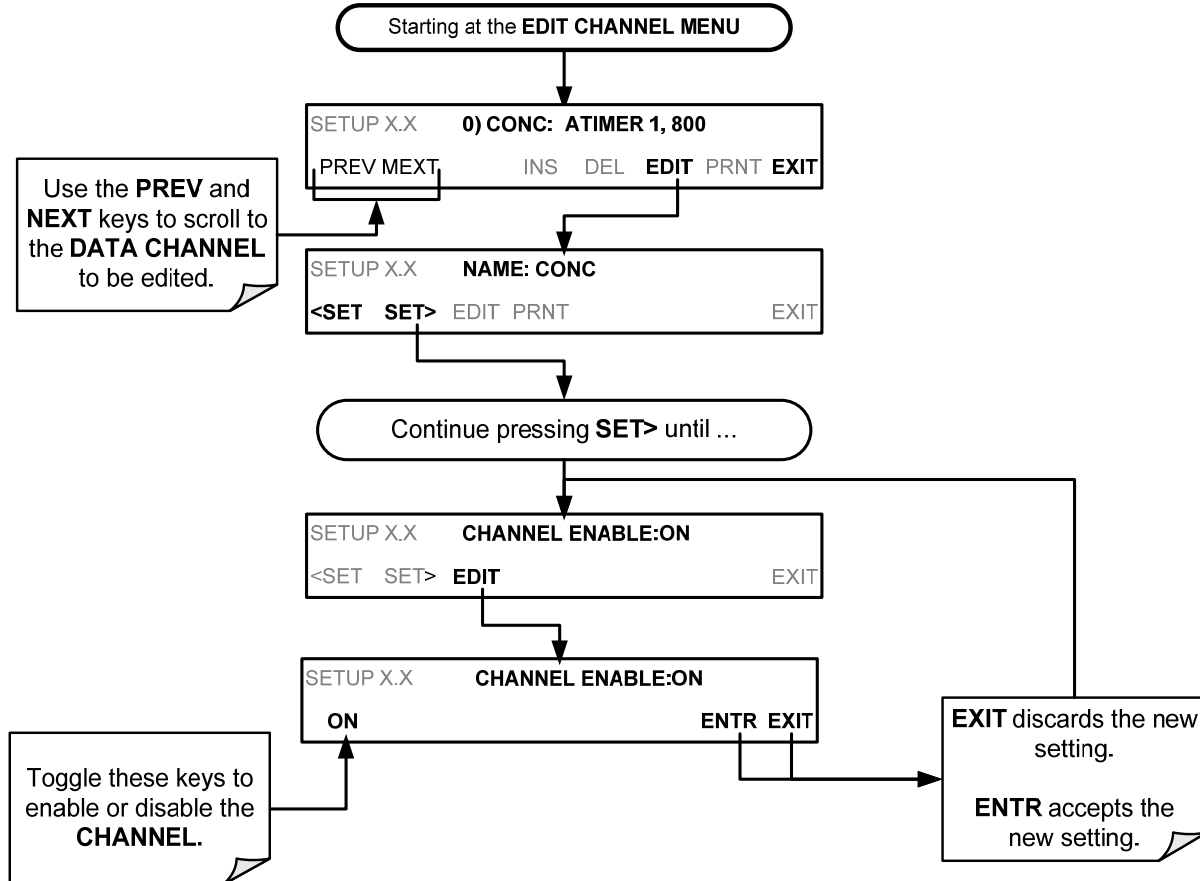 Starting at the EDIT CHANNEL MENU
SETUP X.X 0) CONC: ATIMER 1, 800
PREV MEXT INS DEL EDIT PRNT EXIT
Use the PREV and
NEXT keys to scroll to
the DATA CHANNEL
to be edited.
SETUP X.X NAME: CONC
<SET SET> EDIT PRNT EXIT
Continue pressing SET> until ...
SETUP X.X CHANNEL ENABLE:ON
<SET SET> EDIT EXIT
SETUP X.X CHANNEL ENABLE:ON
ON ENTR EXIT
Toggle these keys to
enable or disable the
CHANNEL.
EXIT discards the new
setting.
ENTR accepts the
new setting.